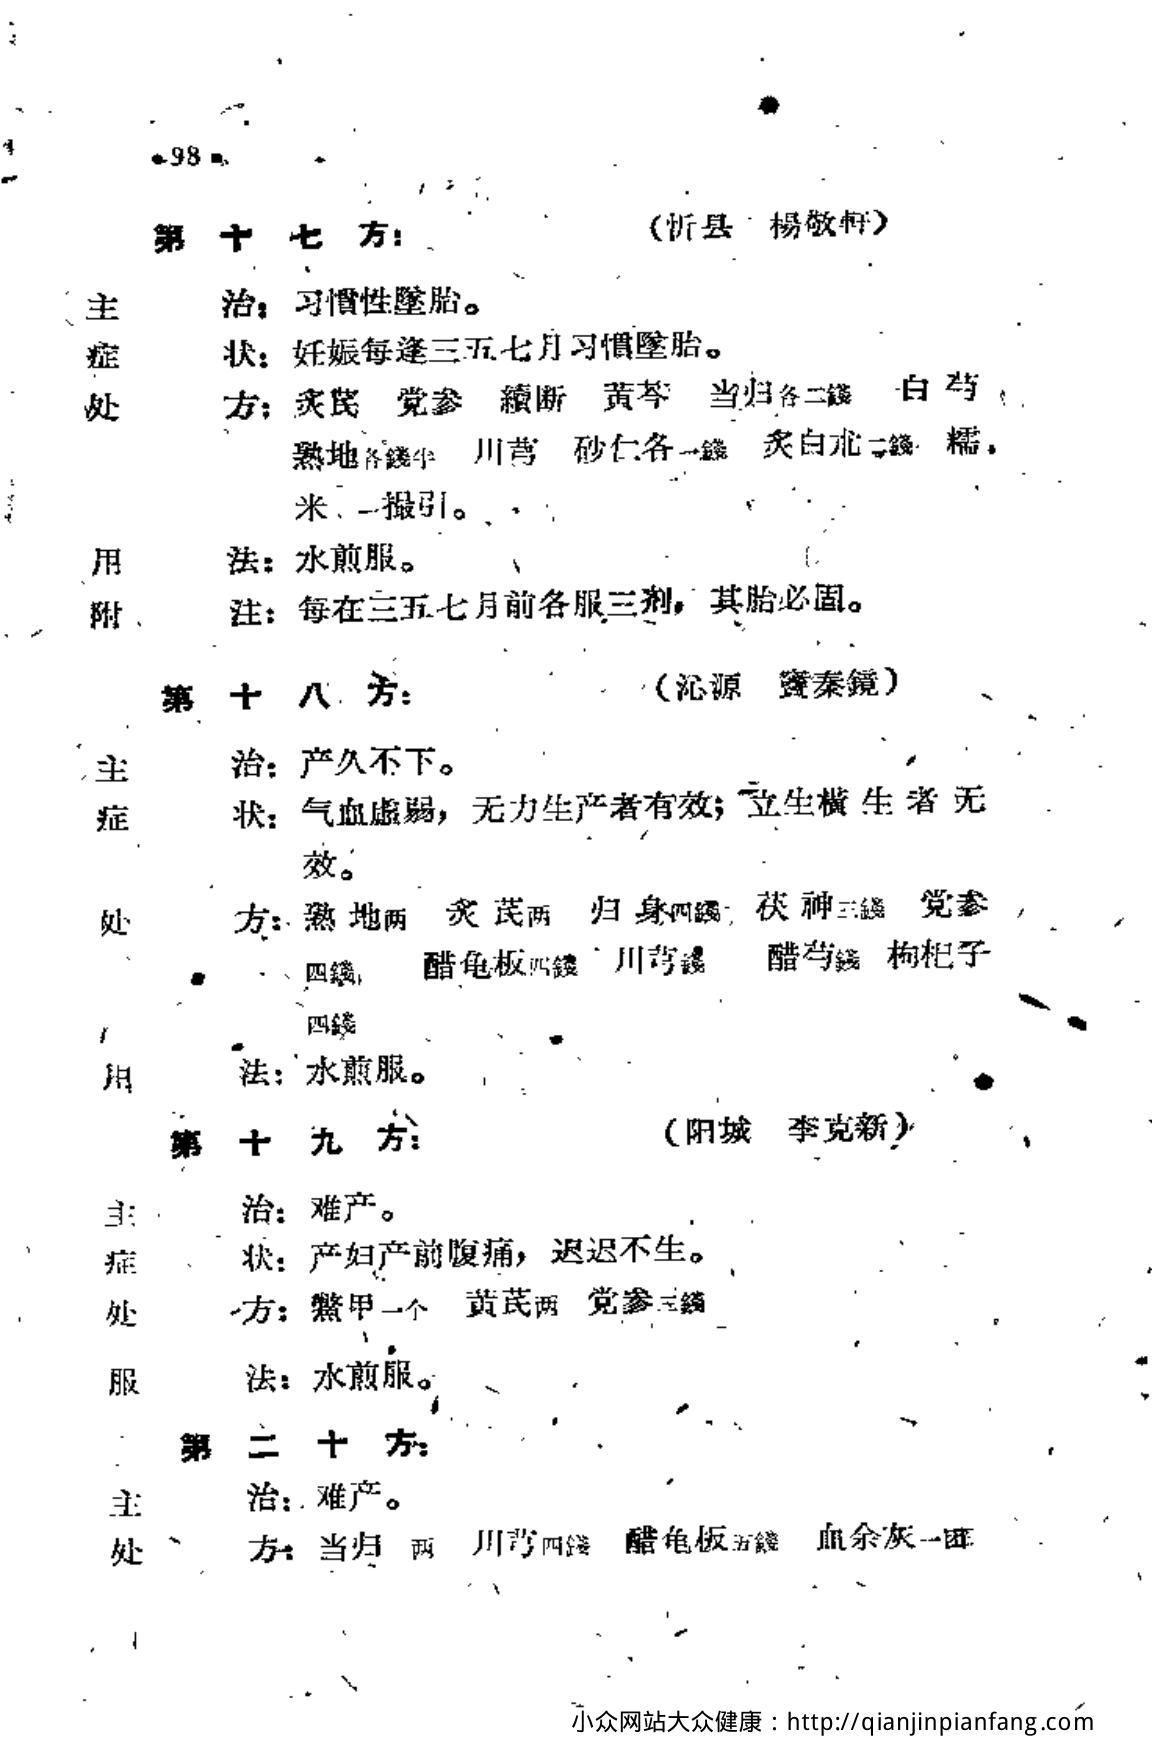 98
第十七方： （忻县 楊敬軒）
主 治：习慣性墜胎。
症 状：妊娠每逢三五七月习慣墜胎。
处 方：炙芪 党参 續断 黄芩 当归各二錢 白芍
熟地各錢半 川芎 砂仁各一錢 炙白朮二錢 糯
米 一撮引。
用 法：水煎服。
附 注：每在三五七月前各服三剂，其胎必固。
第十八方： （沁源 秦鏡）
主 治：产久不下。
症 状：气血虚弱，无力生产者有效；立生橫生者无
效。
处 方：熟地两 炙芪两 归身四錢 茯神三錢 党参
四錢 醋龟板四錢 川芎錢 醋芍錢 枸杞子
四錢
用 法：水煎服。
第十九方： （阳城 李克新）
主 治：难产。
症 状：产妇产前腹痛，迟迟不生。
处 方：鱉甲一个 黄芪两 党参三錢
服 法：水煎服。
第二十方：
主 治：难产。
处 方：当归 两 川芎四錢 醋龟板五錢 血余灰一团
小众网站大众健康：http://qianjinpianfang.com